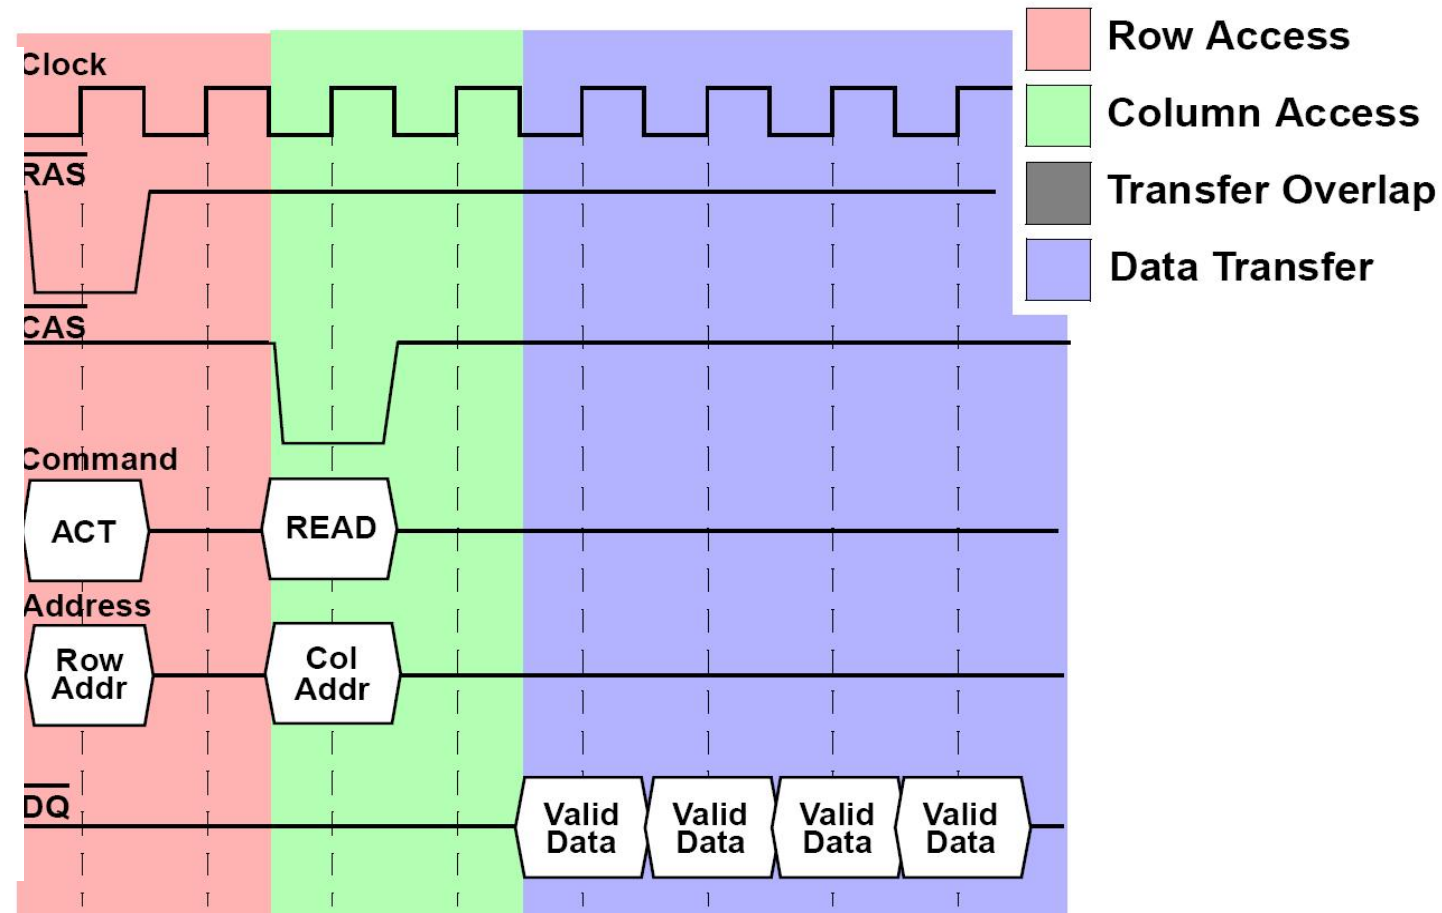 Clock
RAS
CAS
Command
ACT
READ
Address
Row
Addr
Col
Addr
DQ
Valid
Data
Valid
Data
Valid
Data
Valid
Data
Row Access
Column Access
Transfer Overlap
Data Transfer